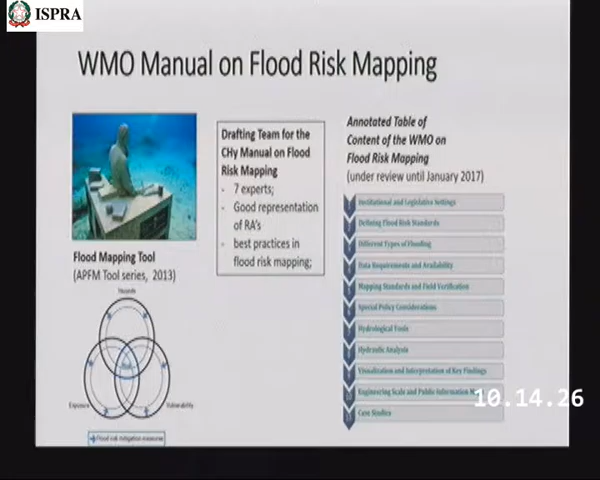 ISPRA
WMO Manual on Flood Risk Mapping
Drafting Team for the
CHy Manual on Flood
Risk Mapping
- 7 experts;
- Good representation
of RA's
- best practices in
flood risk mapping;
Annotated Table of
Content of the WMO on
Flood Risk Mapping
(under review until January 2017)
Institutional and Legislative Settings
Defining Flood Risk Standards
Different Types of Flooding
Data Requirements and Availability
Mapping Standards and Field Verification
Special Policy Considerations
Hydrological Tools
Hydraulic Analysis
Visualization and Interpretation of Key Findings
Engineering Scale and Public Information
Case Studies
10.14.26
Flood Mapping Tool
(APFM Tool series, 2013)
Hazards
Exposure
Vulnerability
Flood risk mitigation measures